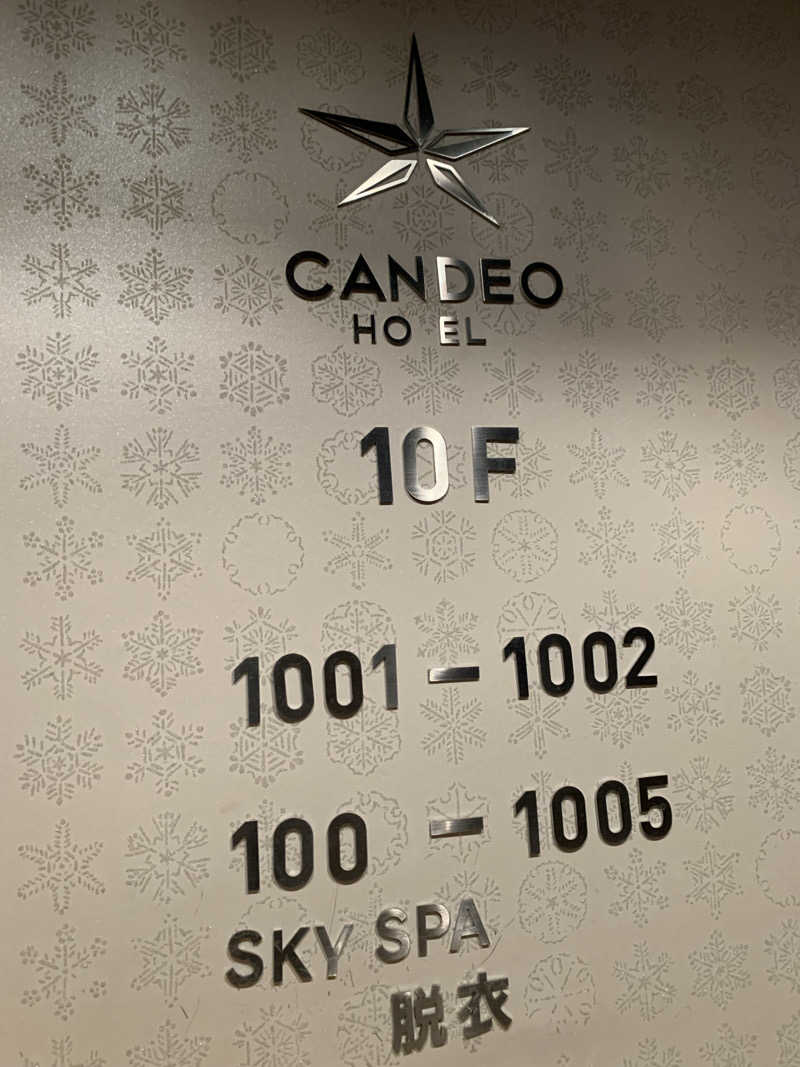 CANDEO
HO EL
10F
1001－1002
100 －1005
SKY SPA
脱衣